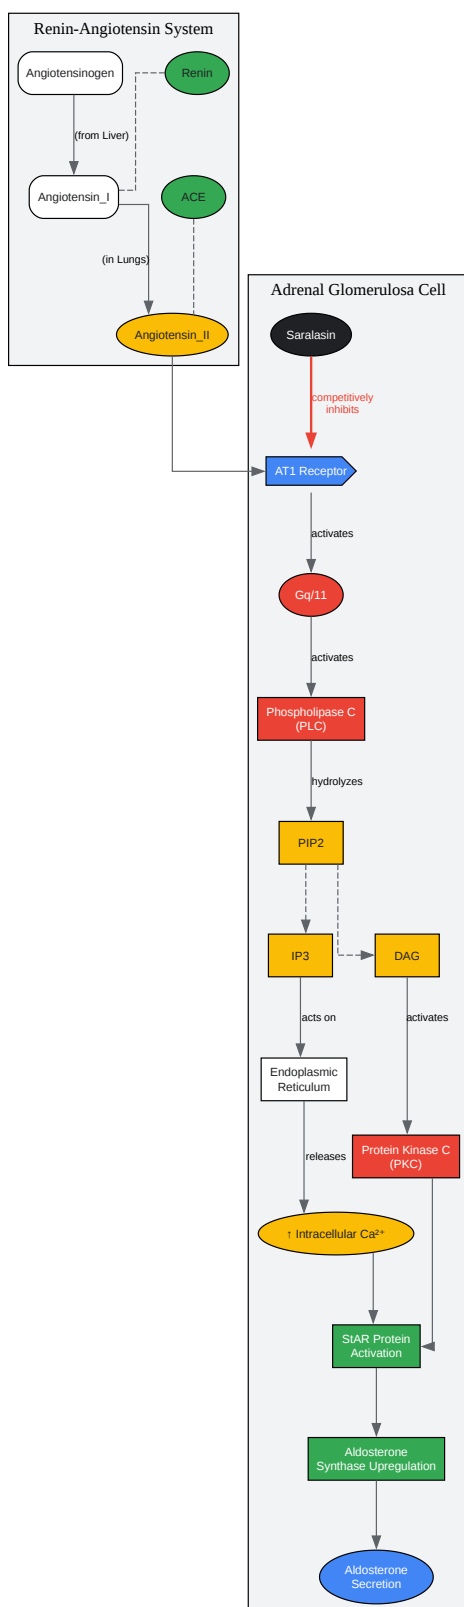 Renin-Angiotensin System
Angiotensinogen
Renin
(from Liver)
Angiotensin_I
ACE
(in Lungs)
Angiotensin_II
Adrenal Glomerulosa Cell
Saralasin
competitively
inhibits
AT1 Receptor
activates
Gq/11
activates
Phospholipase C
(PLC)
hydrolyzes
PIP2
IP3
DAG
acts on
activates
Endoplasmic
Reticulum
Protein Kinase C
(PKC)
releases
↑ Intracellular Ca²⁺
StAR Protein
Activation
Aldosterone
Synthase Upregulation
Aldosterone
Secretion